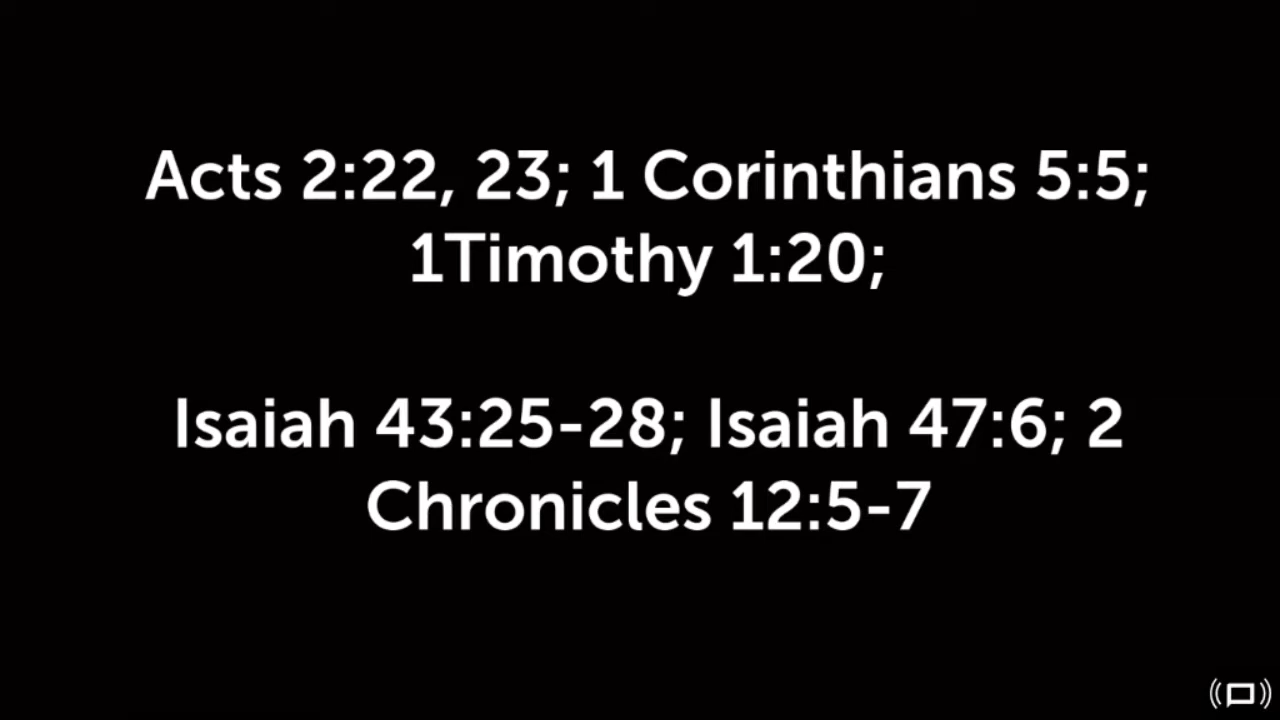 Acts 2:22, 23; 1 Corinthians 5:5;
1Timothy 1:20;
Isaiah 43:25-28; Isaiah 47:6; 2
Chronicles 12:5-7